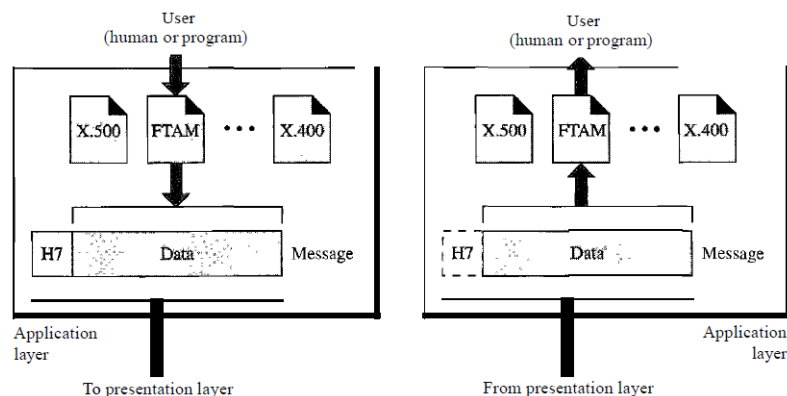 User
(human or program)
X.500
FTAM
•••
X.400
H7
Data
Message
Application
layer
To presentation layer
User
(human or program)
X.500
FTAM
•••
X.400
H7
Data
Message
Application
layer
From presentation layer